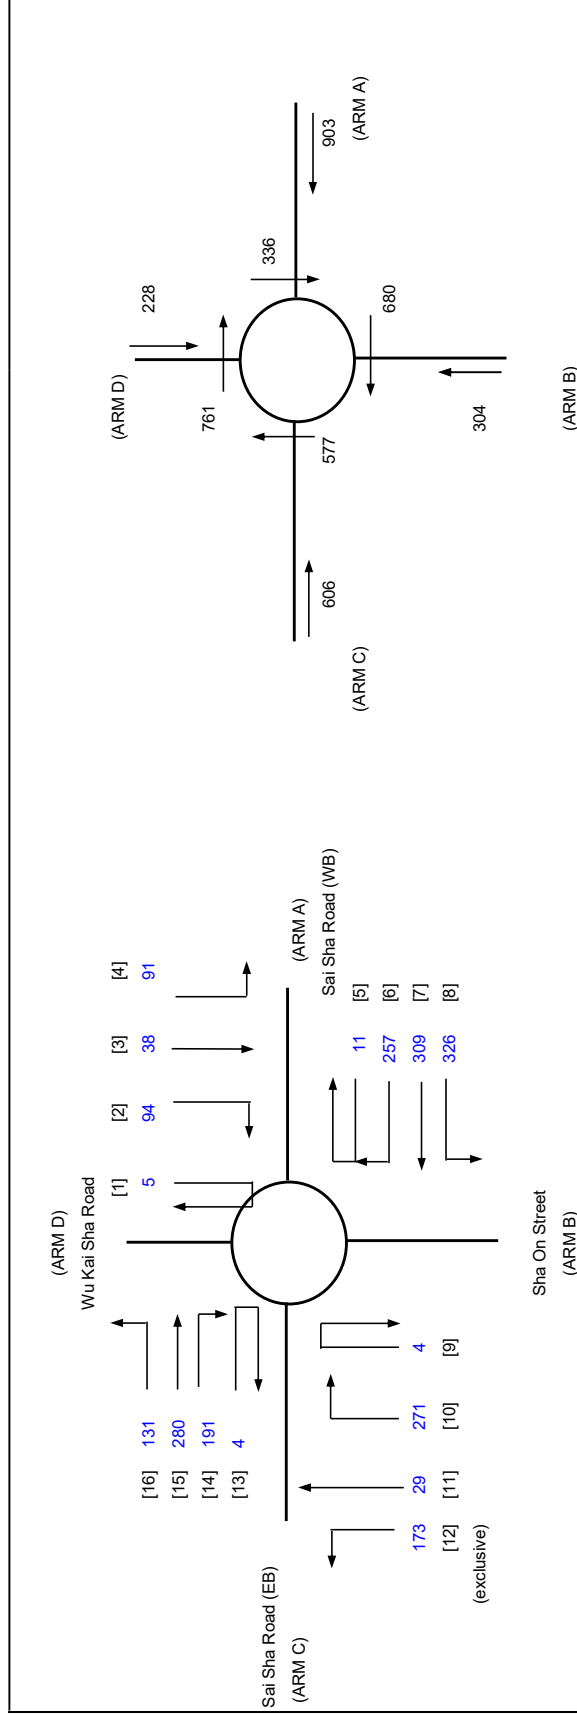 (ARM D)
Wu Kai Sha Road
[1] [2] [3] [4]
5 94 38 91
[16] 131
[15] 280
[14] 191
[13] 4
Sai Sha Road (EB)
(ARM C)
(ARM A)
Sai Sha Road (WB)
11 [5]
257 [6]
309 [7]
326 [8]
173 29 271 4
[12] [11] [10] [9]
(exclusive)
Sha On Street
(ARM B)
(ARM D)
228
761
336
903
(ARM A)
577
606
(ARM C)
680
304
(ARM B)